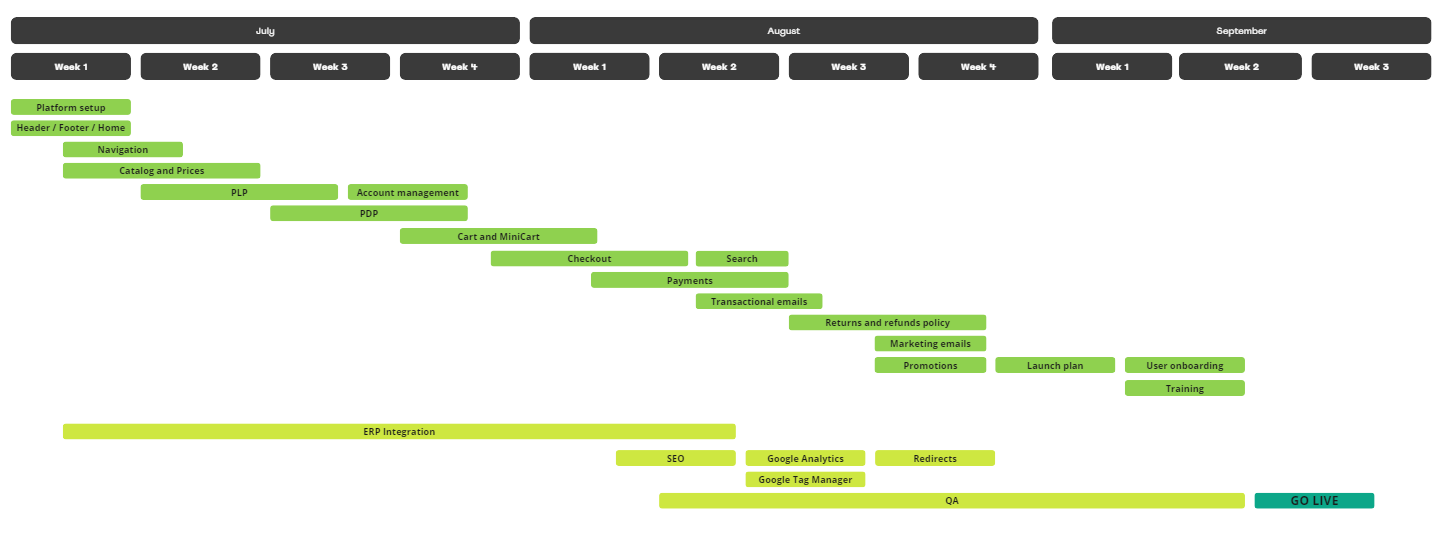 July August September
Week 1 Week 2 Week 3 Week 4 Week 1 Week 2 Week 3 Week 4 Week 1 Week 2 Week 3
Platform setup
Header / Footer / Home
Navigation
Catalog and Prices
PLP Account management
PDP
Cart and MiniCart
Checkout Search
Payments
Transactional emails
Returns and refunds policy
Marketing emails
Promotions Launch plan User onboarding
Training
ERP Integration
SEO Google Analytics Redirects
Google Tag Manager
QA GO LIVE